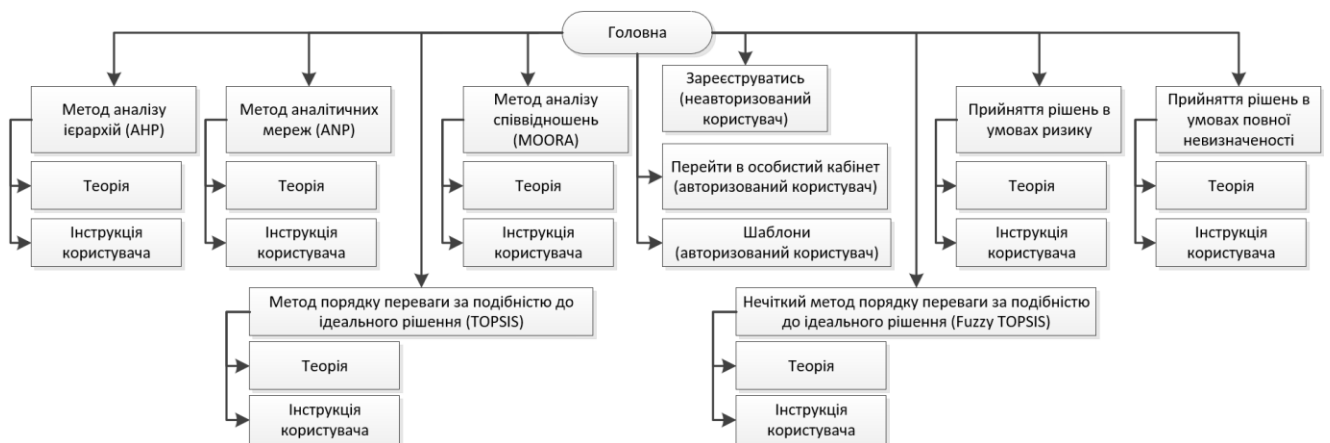 Головна
Метод аналізу
ієрархій (AHP)
Теорія
Інструкція
користувача
Метод аналітичних
мереж (ANP)
Теорія
Інструкція
користувача
Метод аналізу
співвідношень
(MOORA)
Теорія
Інструкція
користувача
Зареєструватись
(неавторизований
користувач)
Перейти в особистий кабінет
(авторизований користувач)
Шаблони
(авторизований користувач)
Прийняття рішень в
умовах ризику
Теорія
Інструкція
користувача
Прийняття рішень в
умовах повної
невизначеності
Теорія
Інструкція
користувача
Метод порядку переваги за подібністю до
ідеального рішення (TOPSIS)
Теорія
Інструкція
користувача
Нечіткий метод порядку переваги за подібністю
до ідеального рішення (Fuzzy TOPSIS)
Теорія
Інструкція
користувача